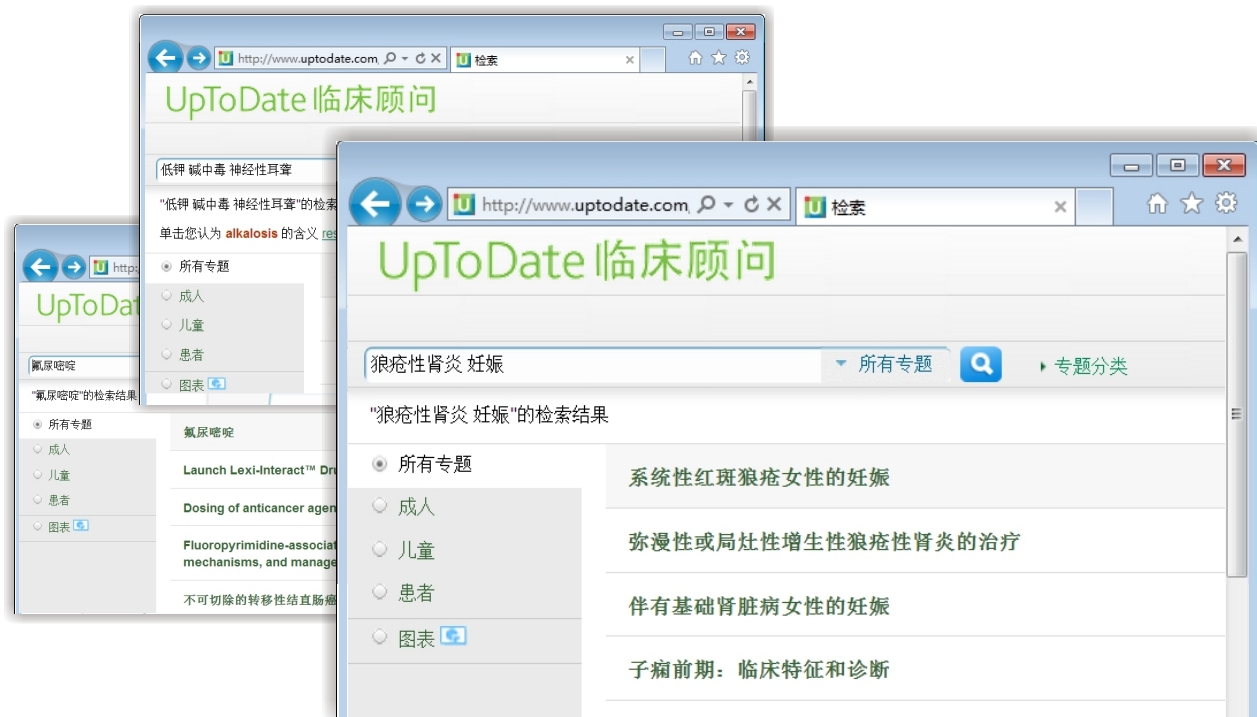 http://www.uptodate.com,
检索
UpToDate 临床顾问
低钾 碱中毒 神经性耳聋
"低钾 碱中毒 神经性耳聋"的检索
单击您认为 alkalosis 的含义 res
所有专题
成人
儿童
患者
图表
http:
UpToDat
氟尿嘧啶
"氟尿嘧啶"的检索结果
所有专题
成人
儿童
患者
图表
氟尿嘧啶
Launch Lexi-Interact™ Dru
Dosing of anticancer agen
Fluoropyrimidine-associat
mechanisms, and manage
不可切除的转移性结直肠癌
http://www.uptodate.com,
检索
UpToDate 临床顾问
狼疮性肾炎 妊娠
所有专题
专题分类
"狼疮性肾炎 妊娠"的检索结果
所有专题
成人
儿童
患者
图表
系统性红斑狼疮女性的妊娠
弥漫性或局灶性增生性狼疮性肾炎的治疗
伴有基础肾脏病女性的妊娠
子痫前期：临床特征和诊断